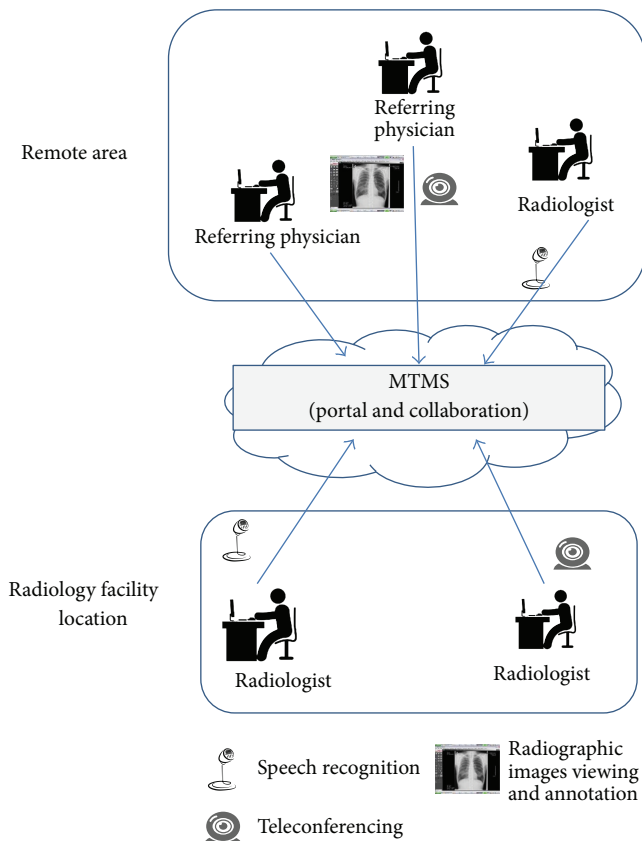 Referring
physician
Remote area
Radiologist
Referring physician
MTMS
(portal and collaboration)
Radiology facility
location
Radiologist
Radiologist
Speech recognition
Radiographic
images viewing
and annotation
Teleconferencing